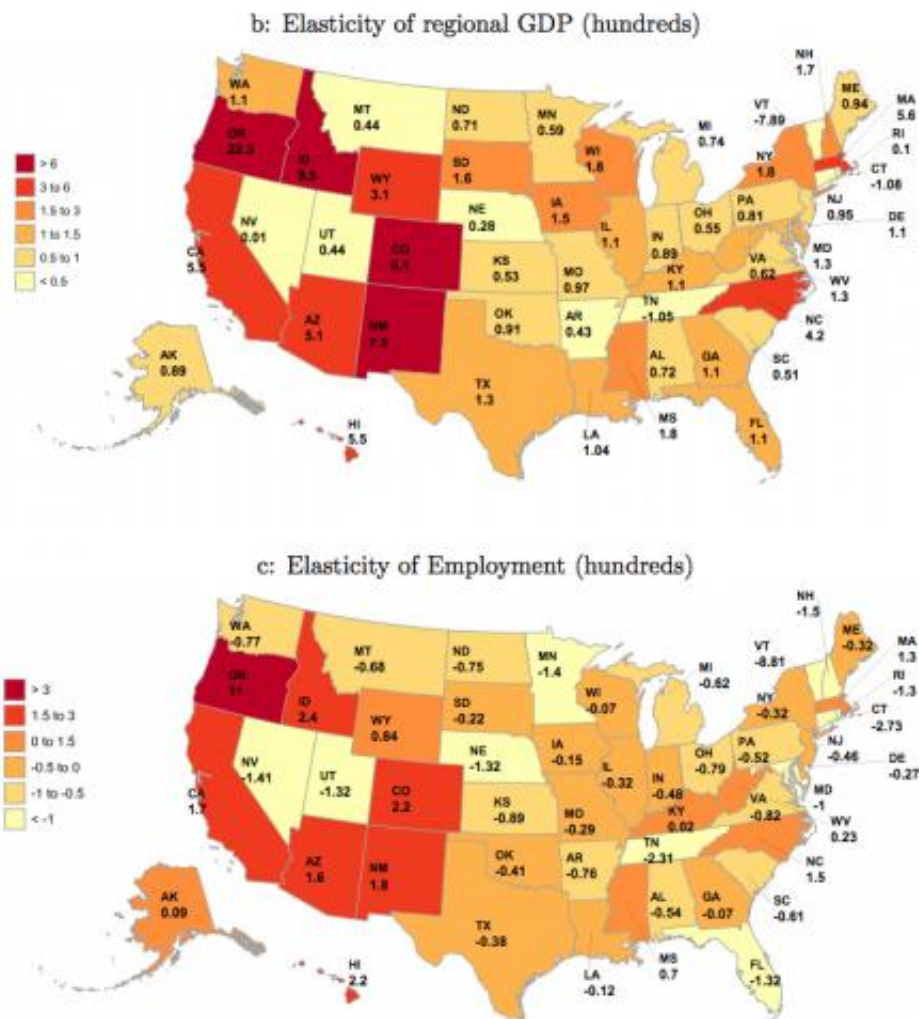 b: Elasticity of regional GDP (hundreds)
> 6
3 to 6
1.5 to 3
1 to 1.5
0.5 to 1
< 0.5
WA
1.1
OR
22.5
ID
9.5
MT
0.44
ND
0.71
MN
0.59
SD
1.6
WY
3.1
NV
0.01
UT
0.44
CO
6.1
NE
0.28
KS
0.53
CA
5.5
AZ
5.1
NM
7.3
OK
0.91
TX
1.3
AK
0.89
HI
5.5
WI
1.8
IA
1.5
IL
1.1
MO
0.97
AR
0.43
LA
1.04
MS
1.8
MI
0.74
IN
0.89
OH
0.55
KY
1.1
TN
-1.05
AL
0.72
GA
1.1
FL
1.1
SC
0.51
NC
4.2
VA
0.62
WV
1.3
MD
1.3
DE
1.1
PA
0.81
NJ
0.95
NY
1.8
CT
-1.08
RI
0.1
MA
5.6
VT
-7.89
NH
1.7
ME
0.94
c: Elasticity of Employment (hundreds)
> 3
1.5 to 3
0 to 1.5
-0.5 to 0
-1 to -0.5
< -1
WA
-0.77
OR
11
ID
2.4
MT
-0.68
ND
-0.75
MN
-1.4
SD
-0.22
WY
0.84
NV
-1.41
UT
-1.32
CO
2.2
NE
-1.32
KS
-0.89
CA
1.7
AZ
1.6
NM
1.8
OK
-0.41
TX
-0.38
AK
0.09
HI
2.2
WI
-0.07
IA
-0.15
IL
-0.32
MO
-0.29
AR
-0.76
LA
-0.12
MS
0.7
MI
-0.62
IN
-0.48
OH
-0.79
KY
0.02
TN
-2.31
AL
-0.54
GA
-0.07
FL
-1.32
SC
-0.61
NC
1.5
VA
-0.82
WV
0.23
MD
-1
DE
-0.27
PA
-0.52
NJ
-0.46
NY
-0.32
CT
-2.73
RI
-1.3
MA
1.3
VT
-8.81
NH
-1.5
ME
-0.32